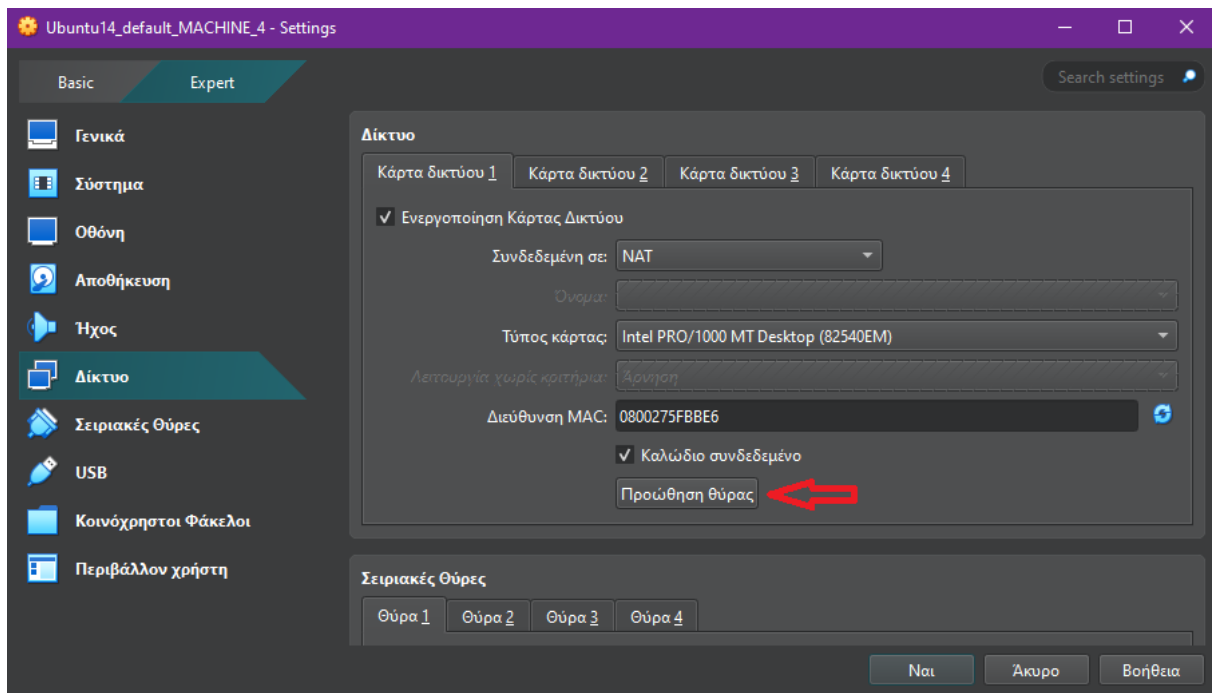 Ubuntu14_default_MACHINE_4 - Settings
Basic
Expert
Search settings
Γενικά
Σύστημα
Οθόνη
Αποθήκευση
Ήχος
Δίκτυο
Σειριακές Θύρες
USB
Κοινόχρηστοι Φάκελοι
Περιβάλλον χρήστη
Δίκτυο
Κάρτα δικτύου 1 Κάρτα δικτύου 2 Κάρτα δικτύου 3 Κάρτα δικτύου 4
Ενεργοποίηση Κάρτας Δικτύου
Συνδεδεμένη σε: NAT
Όνομα:
Τύπος κάρτας: Intel PRO/1000 MT Desktop (82540EM)
Λειτουργία χωρίς κριτήρια: Άρνηση
Διεύθυνση MAC: 0800275FBBE6
Καλώδιο συνδεδεμένο
Προώθηση θύρας
Σειριακές Θύρες
Θύρα 1 Θύρα 2 Θύρα 3 Θύρα 4
Ναι Άκυρο Βοήθεια